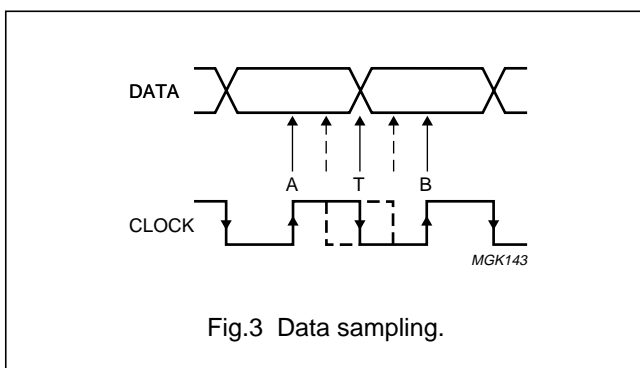 DATA
A T B
CLOCK
MGK143
Fig.3 Data sampling.